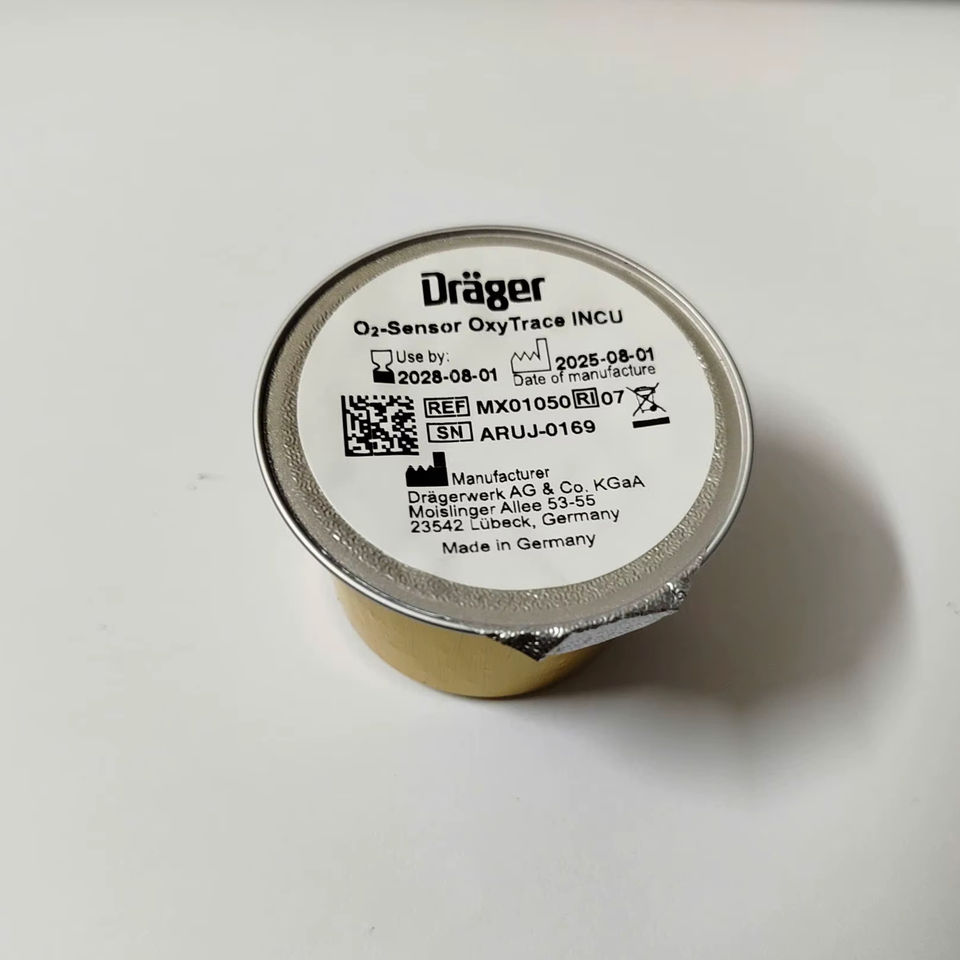 Dräger
O₂-Sensor OxyTrace INCU
Use by:
2028-08-01
2025-08-01
Date of manufacture
REF MX01050 RI 07
SN ARUJ-0169
Manufacturer
Drägerwerk AG & Co. KGaA
Moislinger Allee 53-55
23542 Lübeck, Germany
Made in Germany